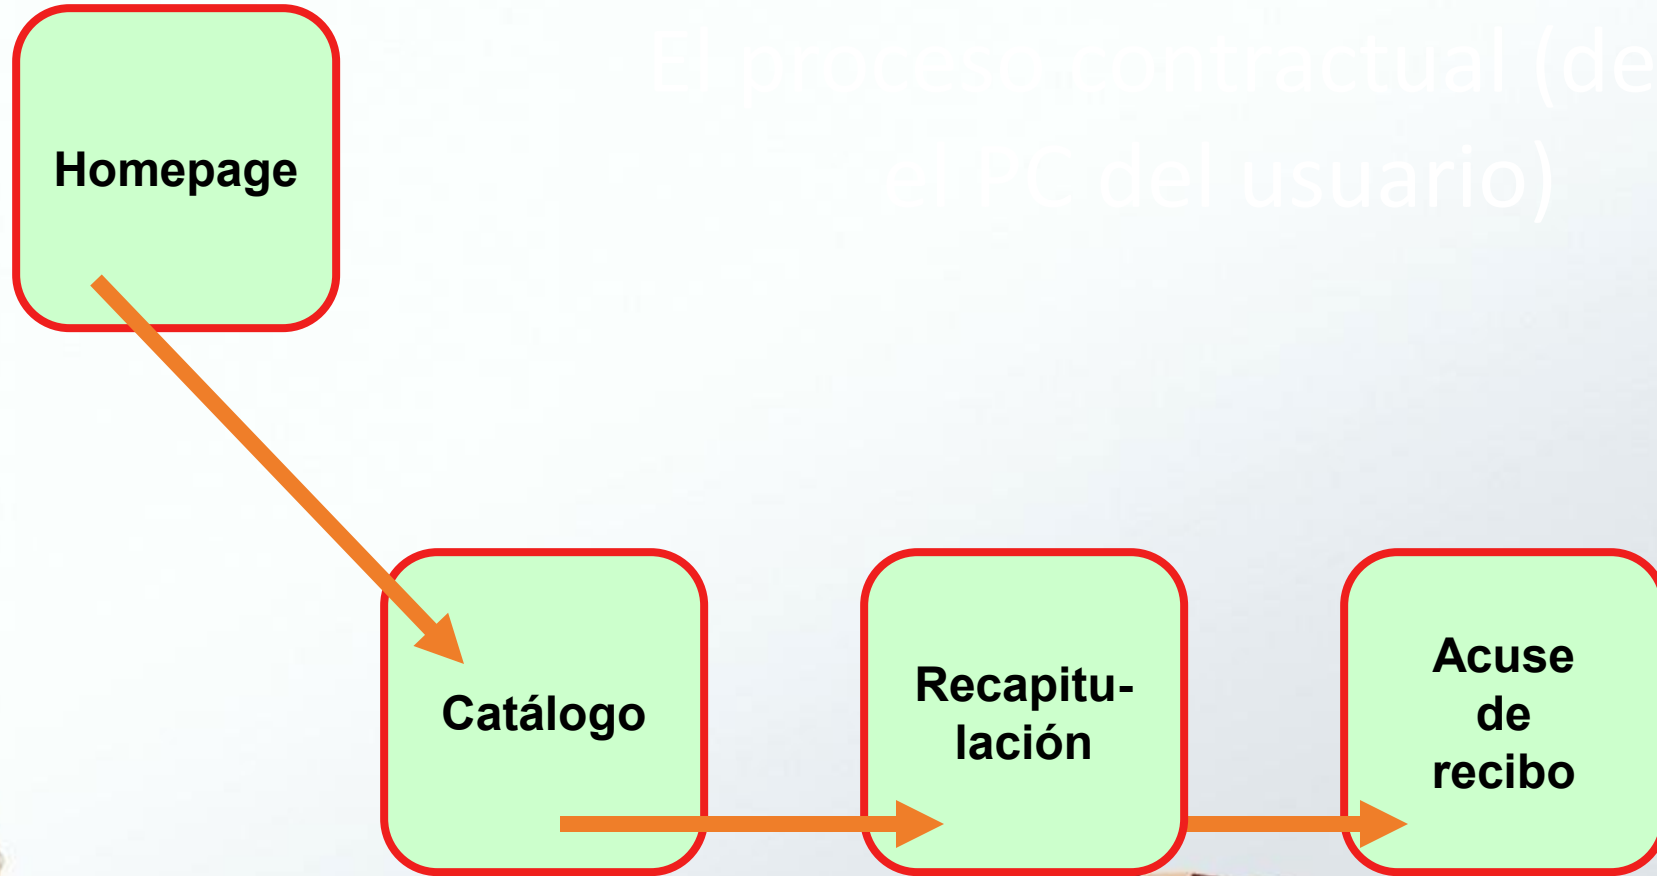 El proceso contractual (de
el PC del usuario)
Homepage
Catálogo
Recapitu-
lación
Acuse
de
recibo